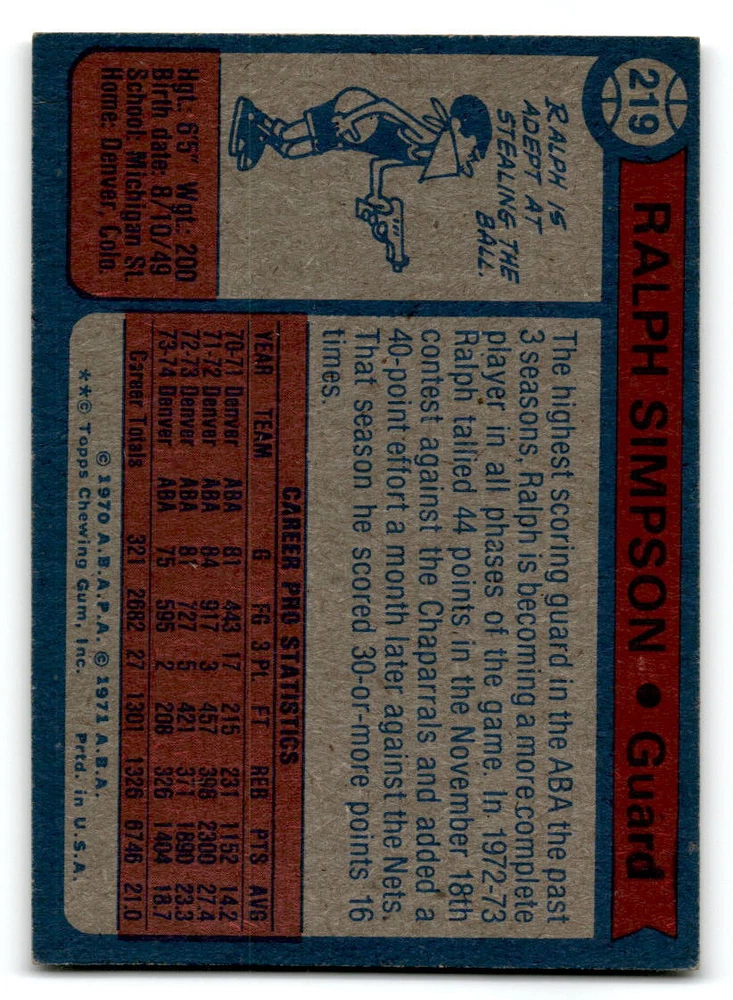 219
RALPH SIMPSON • Guard
RALPH IS
ADEPT AT
STEALING THE
BALL.
Hgt. 6'5" Wgt: 200
Birth date: 8/10/49
School: Michigan St.
Home: Denver, Colo.
The highest scoring guard in the ABA the past
3 seasons, Ralph is becoming a more complete
player in all phases of the game. In 1972-73
Ralph tallied 44 points, in the November 18th
contest against the Chaparrals and added a
40-point effort a month later against the Nets.
That season he scored 30-or-more points 16
times.
CAREER PRO STATISTICS
YEAR TEAM G FG 3 Pt. FT REB PTS AVG
70-71 Denver ABA 81 443 17 215 231 1152 14.2
71-72 Denver ABA 84 917 3 457 398 2300 27.4
72-73 Denver ABA 81 727 5 421 371 1890 23.3
73-74 Denver ABA 75 595 2 208 326 1404 18.7
Career Totals 321 2682 27 1301 1326 6746 21.0
© 1970 A.B.A.P.A. © 1971 A.B.A.
**© Topps Chewing Gum, Inc. Prtd. in U.S.A.